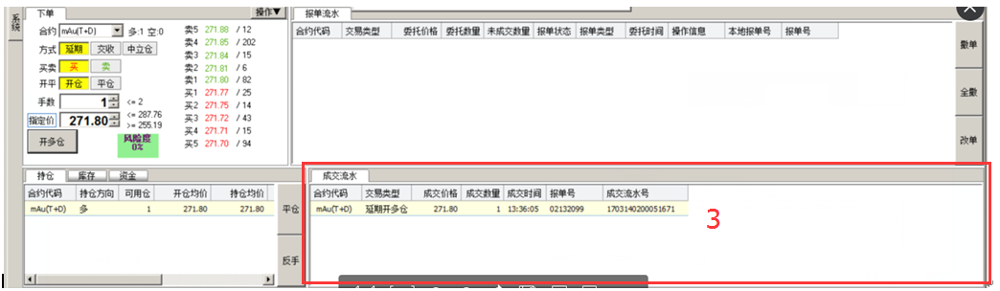 系统
下单 操作▼
合约 mAu(T+D) 多:1 空:0
方式 延期 交收 中立仓
买卖 买 卖
开平 开仓 平仓
手数 1 <= 2
指定价 271.80 <= 287.76
>= 255.19
开多仓 风险度
0%
卖5 271.88 / 12
卖4 271.85 / 202
卖3 271.84 / 15
卖2 271.81 / 6
卖1 271.80 / 82
买1 271.77 / 25
买2 271.75 / 14
买3 271.72 / 43
买4 271.71 / 15
买5 271.70 / 94
报单流水
合约代码 交易类型 委托价格 委托数量 未成交数量 报单状态 报单类型 委托时间 操作信息 本地报单号 报单号
撤单
全撤
改单
持仓 库存 资金
合约代码 持仓方向 可用仓 开仓均价 持仓均价
mAu(T+D) 多 1 271.80 271.80
平仓
反手
成交流水
合约代码 交易类型 成交价格 成交数量 成交时间 报单号 成交流水号
mAu(T+D) 延期开多仓 271.80 1 13:36:05 02132099 1703140200051671
3